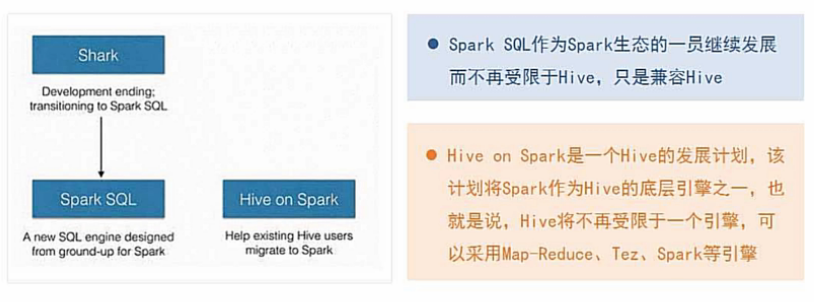 Shark
Development ending;
transitioning to Spark SQL
Spark SQL
A new SQL engine designed
from ground-up for Spark
Hive on Spark
Help existing Hive users
migrate to Spark
● Spark SQL作为Spark生态的一员继续发展
而不再受限于Hive，只是兼容Hive
● Hive on Spark是一个Hive的发展计划，该
计划将Spark作为Hive的底层引擎之一，也
就是说，Hive将不再受限于一个引擎，可
以采用Map-Reduce、Tez、Spark等引擎